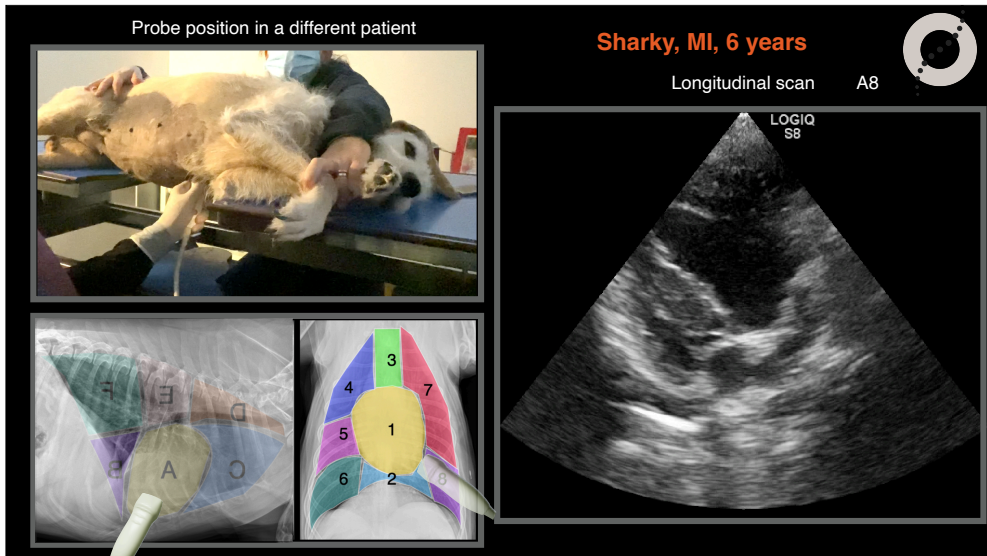 Probe position in a different patient
Sharky, MI, 6 years
Longitudinal scan A8
LOGIQ
S8
F E D
B A C
3
4 7
1
5
6 2 8